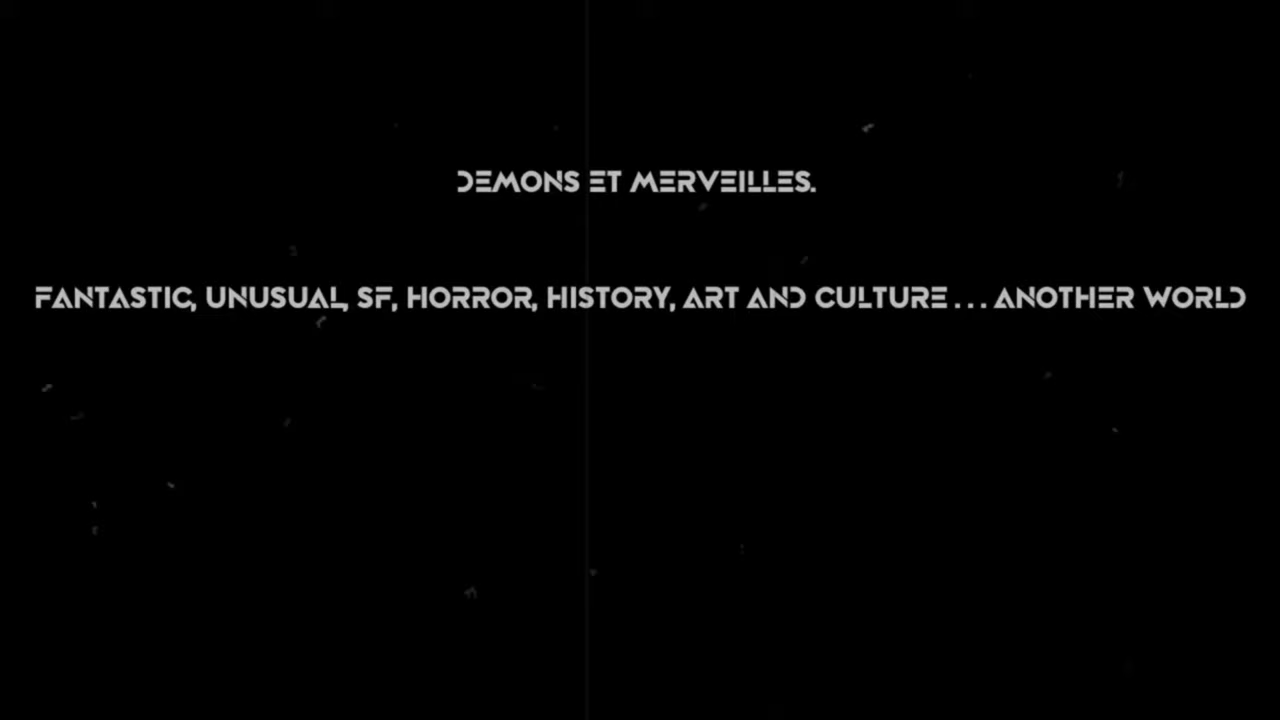 DEMONS ET MERVEILLES.
FANTASTIC, UNUSUAL, SF, HORROR, HISTORY, ART AND CULTURE... ANOTHER WORLD